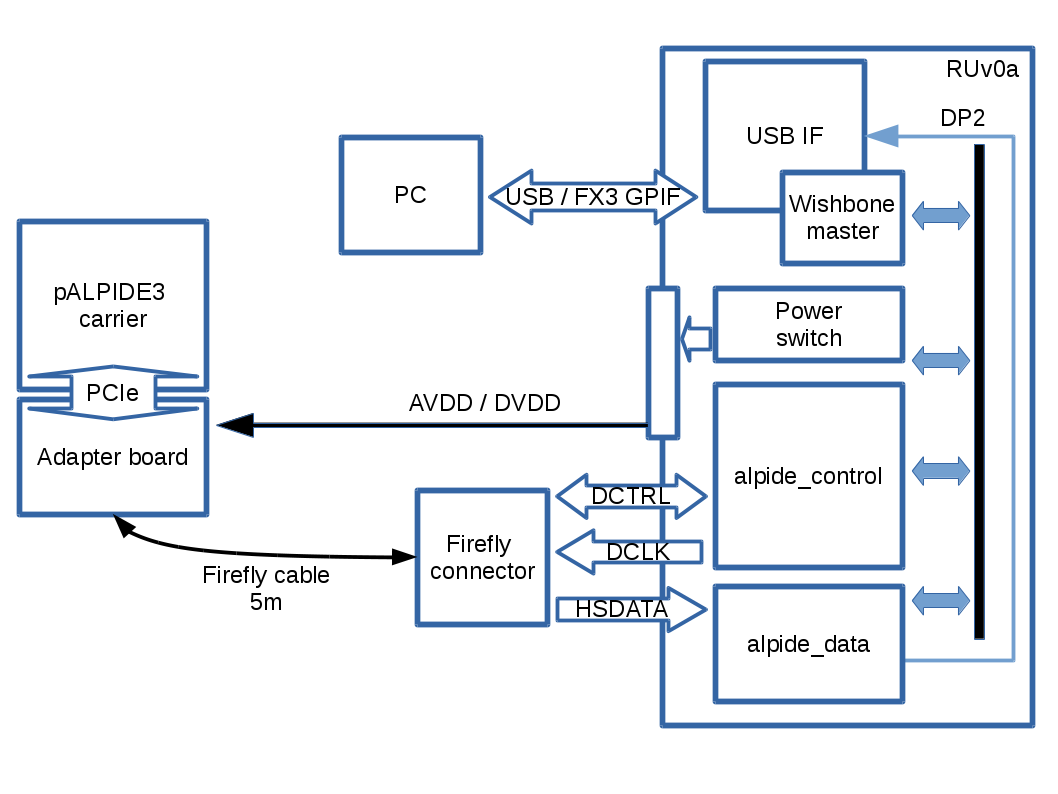 RUv0a
DP2
USB IF
PC
USB / FX3 GPIF
Wishbone
master
pALPIDE3
carrier
Power
switch
PCIe
AVDD / DVDD
Adapter board
alpide_control
DCTRL
Firefly
connector
DCLK
Firefly cable
5m
HSDATA
alpide_data